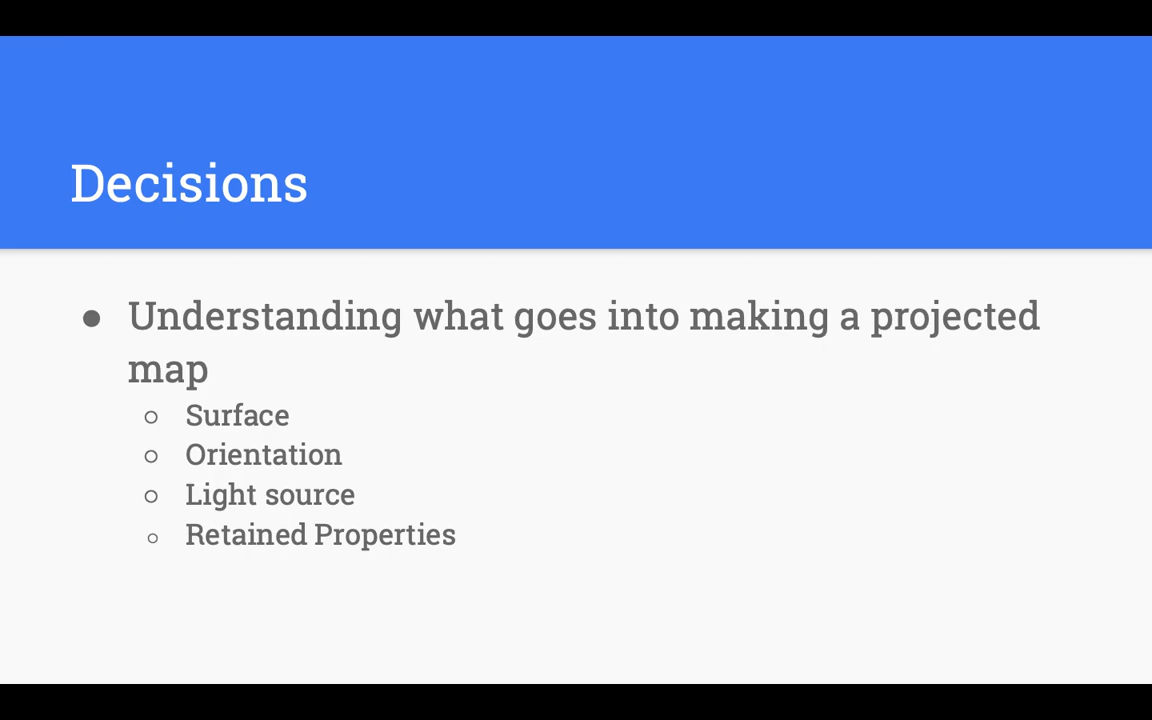 Decisions
● Understanding what goes into making a projected
map
○ Surface
○ Orientation
○ Light source
○ Retained Properties